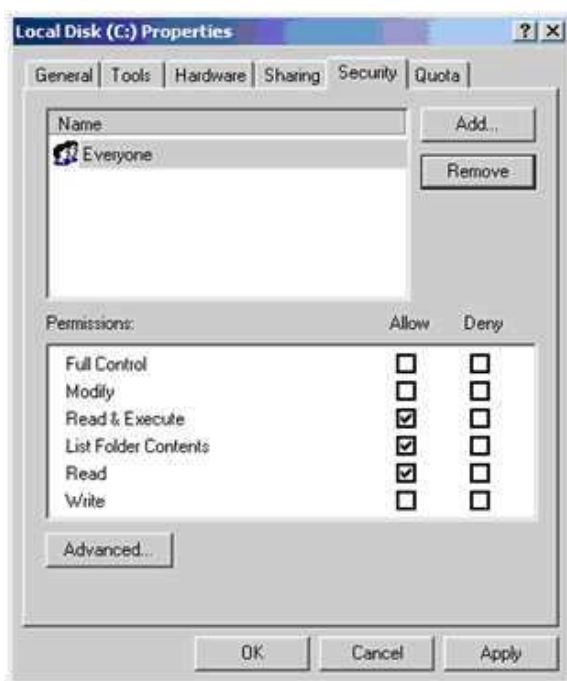 Local Disk (C:) Properties ? X
General Tools Hardware Sharing Security Quota
Name
Add...
Everyone
Remove
Permissions: Allow Deny
Full Control
Modify
Read & Execute
List Folder Contents
Read
Write
Advanced...
OK Cancel Apply